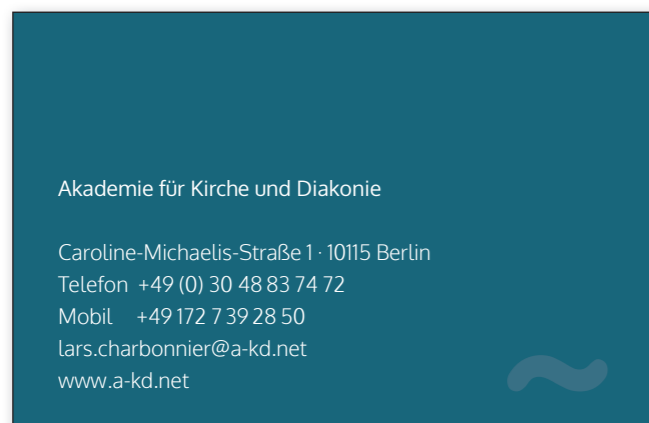 Akademie für Kirche und Diakonie
Caroline-Michaelis-Straße 1 · 10115 Berlin
Telefon +49 (0) 30 48 83 74 72
Mobil +49 172 7 39 28 50
lars.charbonnier@a-kd.net
www.a-kd.net